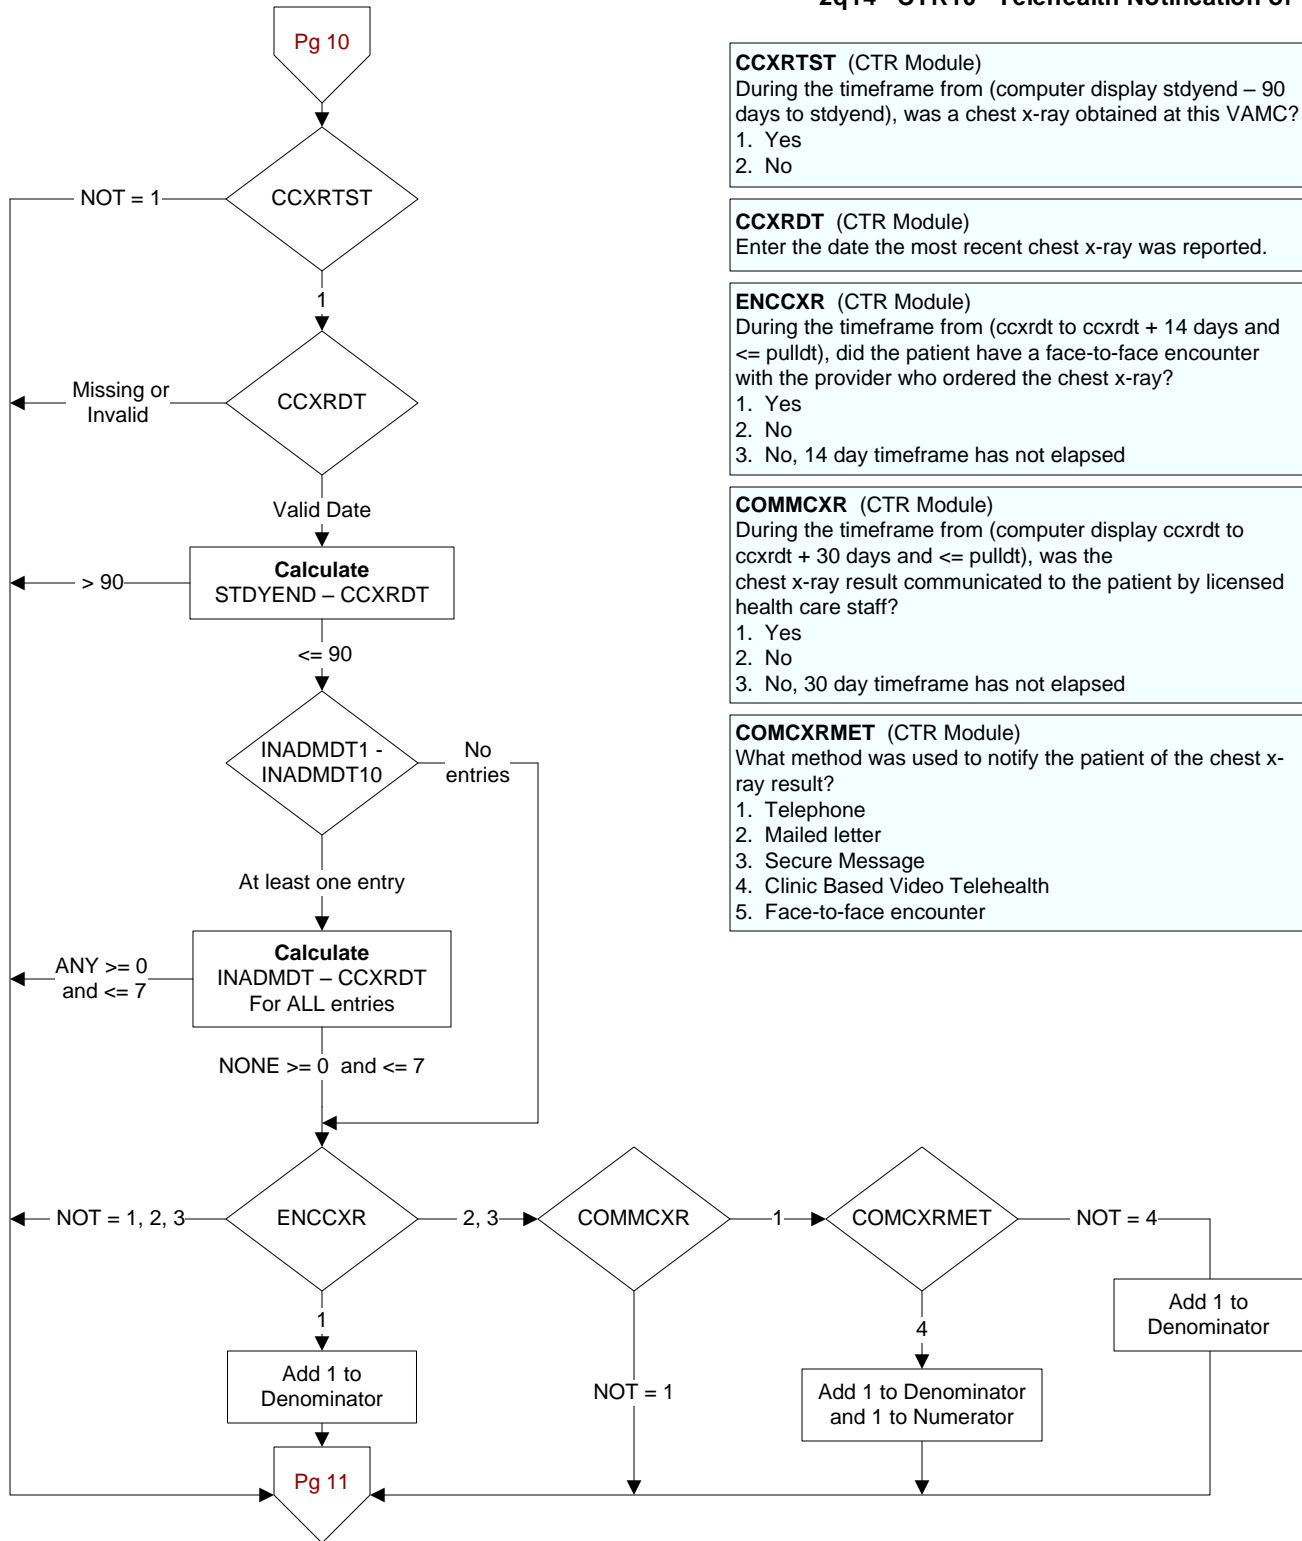 2q14 CTR10 Telehealth Notification of
Pg 10
CCXRTST
NOT = 1
1
CCXRDT
Missing or
Invalid
Valid Date
Calculate
STDYEND – CCXRDT
> 90
<= 90
INADMDT1 -
INADMDT10
No
entries
At least one entry
Calculate
INADMDT – CCXRDT
For ALL entries
ANY >= 0
and <= 7
NONE >= 0 and <= 7
NOT = 1, 2, 3
ENCCXR
2, 3
COMMCXR
1
COMCXRMET
NOT = 4
1
Add 1 to
Denominator
NOT = 1
4
Add 1 to Denominator
and 1 to Numerator
Add 1 to
Denominator
Pg 11
CCXRTST (CTR Module)
During the timeframe from (computer display stdyend – 90
days to stdyend), was a chest x-ray obtained at this VAMC?
1. Yes
2. No
CCXRDT (CTR Module)
Enter the date the most recent chest x-ray was reported.
ENCCXR (CTR Module)
During the timeframe from (ccxrdt to ccxrdt + 14 days and
<= pulldt), did the patient have a face-to-face encounter
with the provider who ordered the chest x-ray?
1. Yes
2. No
3. No, 14 day timeframe has not elapsed
COMMCXR (CTR Module)
During the timeframe from (computer display ccxrdt to
ccxrdt + 30 days and <= pulldt), was the
chest x-ray result communicated to the patient by licensed
health care staff?
1. Yes
2. No
3. No, 30 day timeframe has not elapsed
COMCXRMET (CTR Module)
What method was used to notify the patient of the chest x-
ray result?
1. Telephone
2. Mailed letter
3. Secure Message
4. Clinic Based Video Telehealth
5. Face-to-face encounter